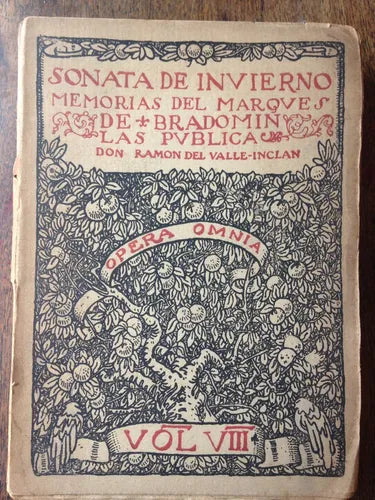 SONATA DE INVIERNO
MEMORIAS DEL MARQVES
DE * BRADOMIN
LAS PVBLICA
DON RAMON DEL VALLE-INCLAN
OPERA OMNIA
VOL VIII